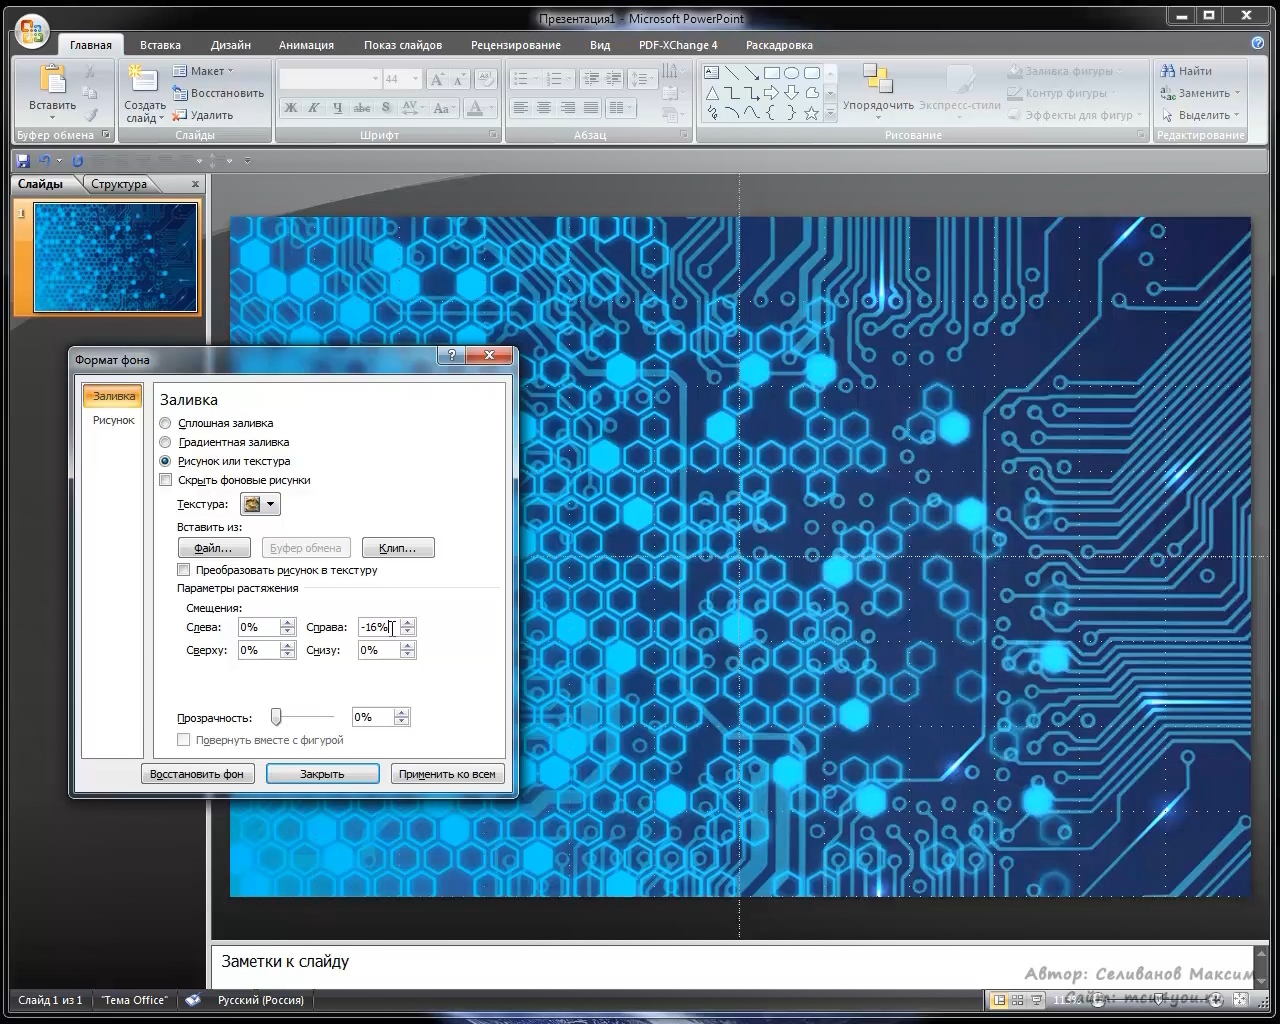 Презентация1 - Microsoft PowerPoint
Главная Вставка Дизайн Анимация Показ слайдов Рецензирование Вид PDF-XChange 4 Раскадровка
Вставить
Буфер обмена
Создать слайд
Макет
Восстановить
Удалить
Слайды
44
Ж К Ч abc S AV Aa А
Шрифт
Абзац
Упорядочить
Экспресс-стили
Заливка фигуры
Контур фигуры
Эффекты для фигур
Рисование
Найти
Заменить
Выделить
Редактирование
Слайды Структура x
1
Формат фона
?
Заливка
Рисунок
Заливка
Сплошная заливка
Градиентная заливка
Рисунок или текстура
Скрыть фоновые рисунки
Текстура:
Вставить из:
Файл... Буфер обмена Клип...
Преобразовать рисунок в текстуру
Параметры растяжения
Смещения:
Слева: 0% Справа: -16%
Сверху: 0% Снизу: 0%
Прозрачность: 0%
Повернуть вместе с фигурой
Восстановить фон Закрыть Применить ко всем
Заметки к слайду
Автор: Селиванов Максим
Слайд 1 из 1 "Тема Office" Русский (Россия)